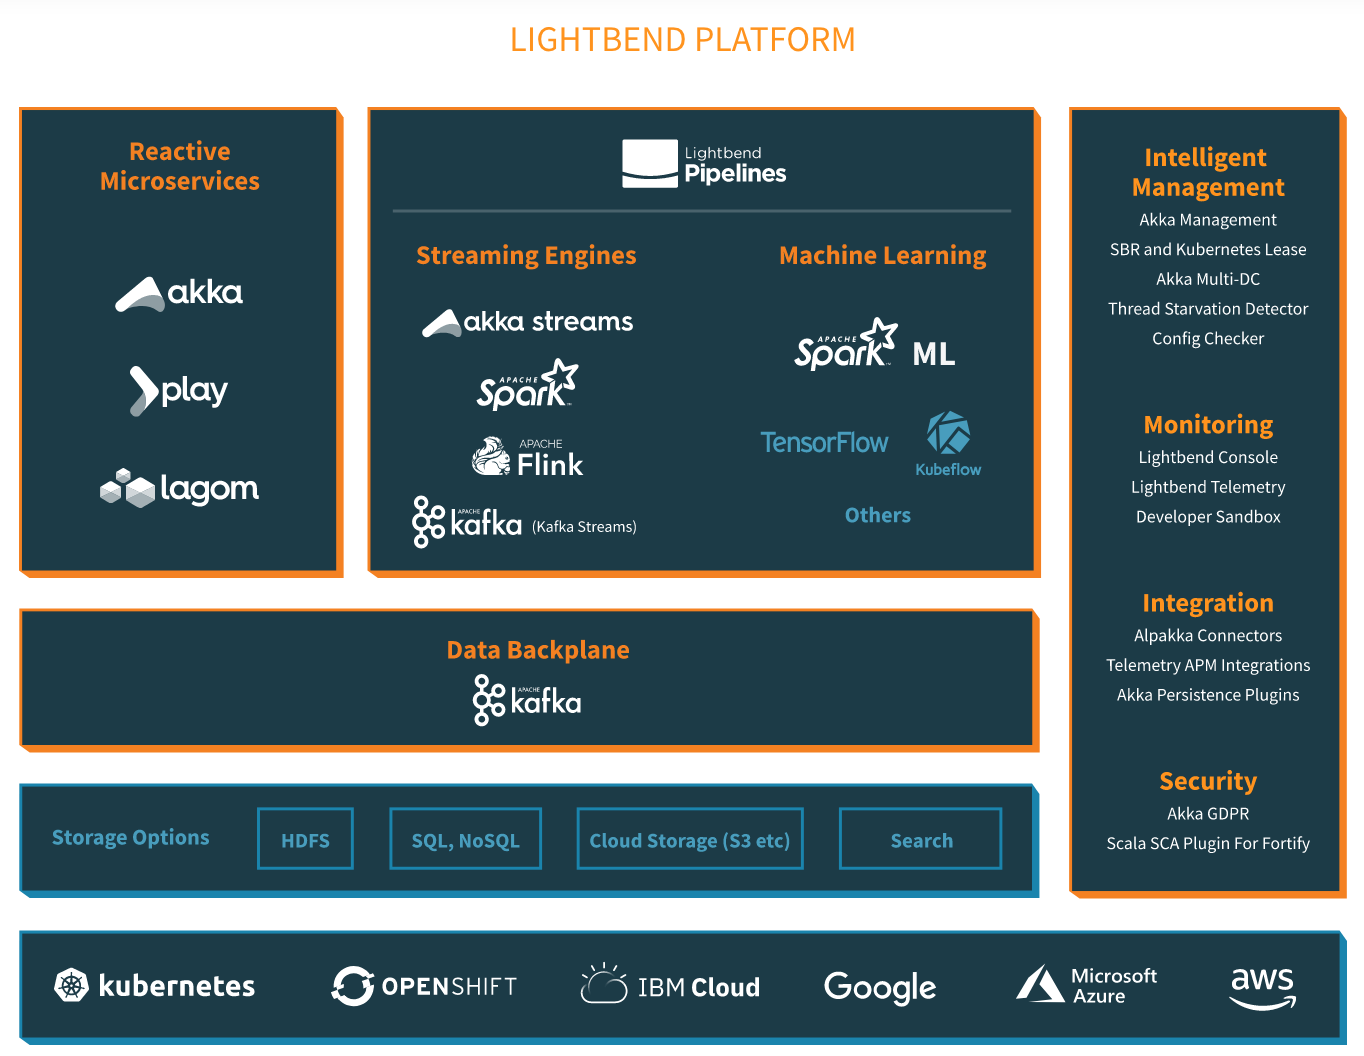 LIGHTBEND PLATFORM
Reactive
Microservices
akka
play
lagom
Lightbend
Pipelines
Streaming Engines
akka streams
APACHE
Spark™
APACHE
Flink
APACHE
kafka (Kafka Streams)
Machine Learning
APACHE
Spark™ ML
TensorFlow
Kubeflow
Others
Intelligent
Management
Akka Management
SBR and Kubernetes Lease
Akka Multi-DC
Thread Starvation Detector
Config Checker
Monitoring
Lightbend Console
Lightbend Telemetry
Developer Sandbox
Integration
Alpakka Connectors
Telemetry APM Integrations
Akka Persistence Plugins
Security
Akka GDPR
Scala SCA Plugin For Fortify
Data Backplane
APACHE
kafka
Storage Options
HDFS
SQL, NoSQL
Cloud Storage (S3 etc)
Search
kubernetes
OPENSHIFT
IBM Cloud
Google
Microsoft
Azure
aws